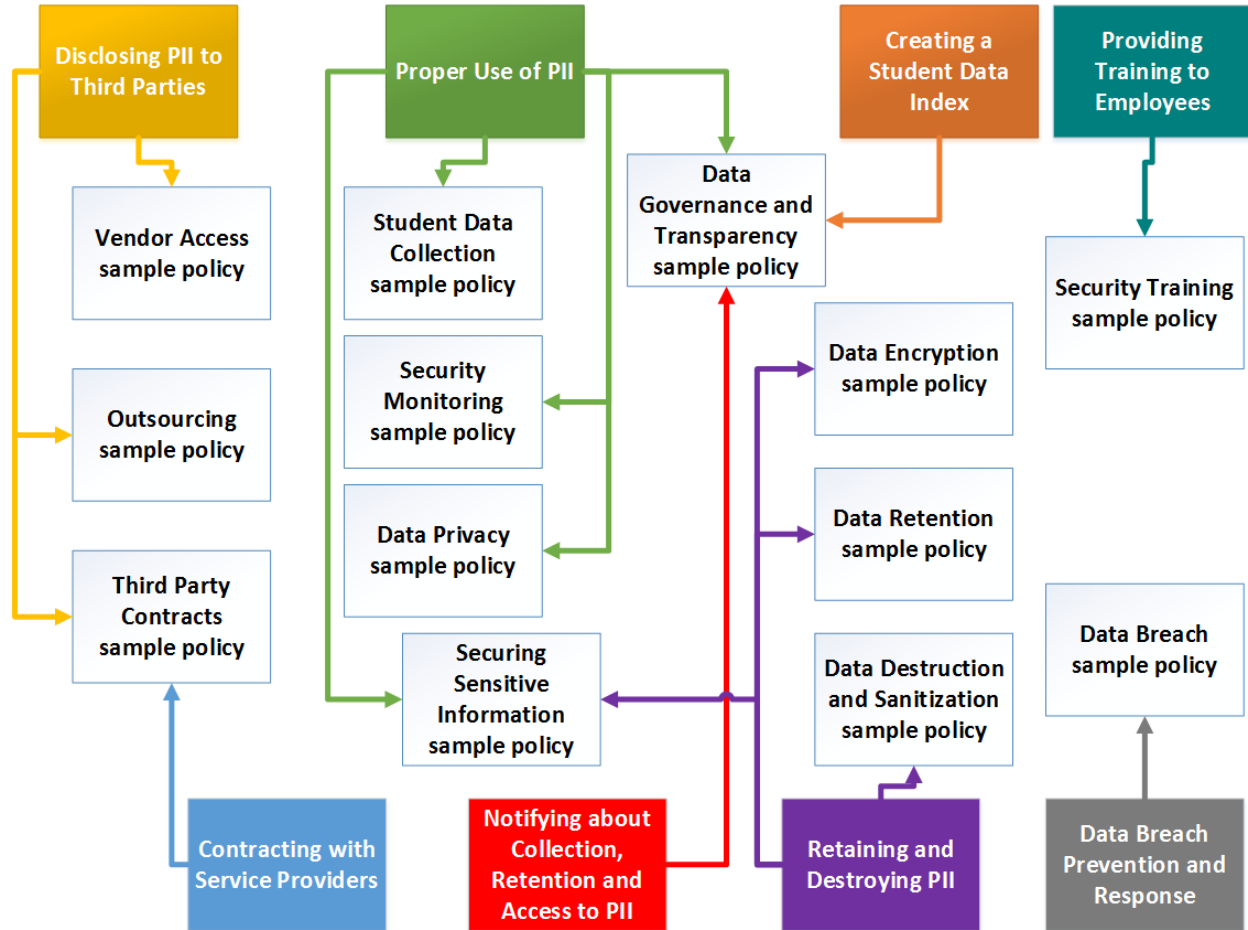 Disclosing PII to
Third Parties
Proper Use of PII
Creating a
Student Data
Index
Providing
Training to
Employees
Vendor Access
sample policy
Student Data
Collection
sample policy
Data
Governance and
Transparency
sample policy
Security Training
sample policy
Outsourcing
sample policy
Security
Monitoring
sample policy
Data Encryption
sample policy
Data Privacy
sample policy
Data Retention
sample policy
Third Party
Contracts
sample policy
Securing
Sensitive
Information
sample policy
Data Destruction
and Sanitization
sample policy
Data Breach
sample policy
Contracting with
Service Providers
Notifying about
Collection,
Retention and
Access to PII
Retaining and
Destroying PII
Data Breach
Prevention and
Response